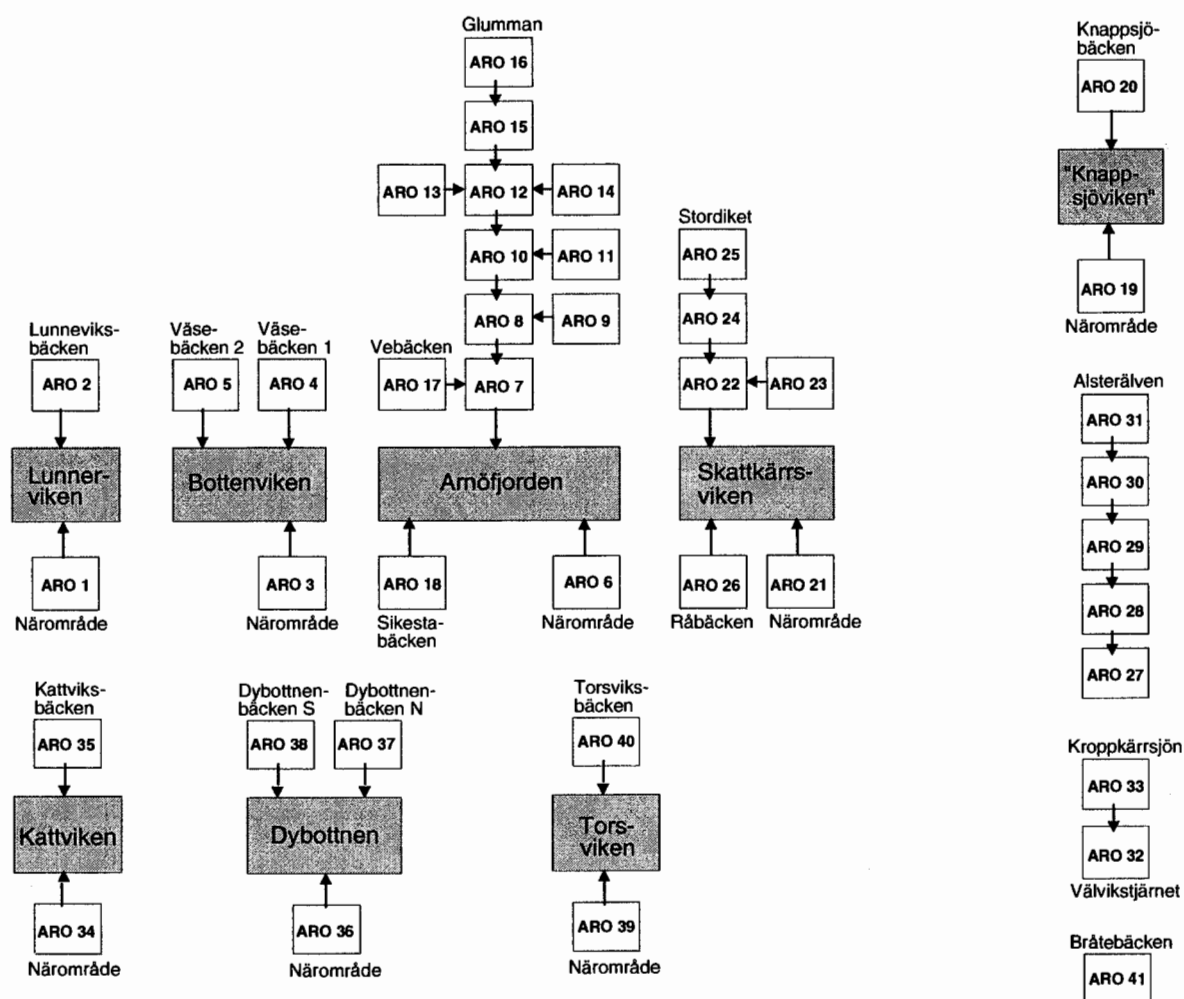 Glumman
ARO 16
ARO 15
ARO 13
ARO 12
ARO 14
ARO 10
ARO 11
ARO 8
ARO 9
Vebäcken
ARO 17
ARO 7
Arnöfjorden
ARO 18
Sikesta-
bäcken
ARO 6
Närområde
Lunneviks-
bäcken
ARO 2
Lunner-
viken
ARO 1
Närområde
Väse-
bäcken 2
ARO 5
Väse-
bäcken 1
ARO 4
Bottenviken
ARO 3
Närområde
Stordiket
ARO 25
ARO 24
ARO 22
ARO 23
Skattkärrs-
viken
ARO 26
Råbäcken
ARO 21
Närområde
Knappsjö-
bäcken
ARO 20
"Knapp-
sjöviken"
ARO 19
Närområde
Alsterälven
ARO 31
ARO 30
ARO 29
ARO 28
ARO 27
Kattviks-
bäcken
ARO 35
Kattviken
ARO 34
Närområde
Dybottnen-
bäcken S
ARO 38
Dybottnen-
bäcken N
ARO 37
Dybottnen
ARO 36
Närområde
Torsviks-
bäcken
ARO 40
Tors-
viken
ARO 39
Närområde
Kroppkärrsjön
ARO 33
ARO 32
Välvikstjärnet
Bråtebäcken
ARO 41